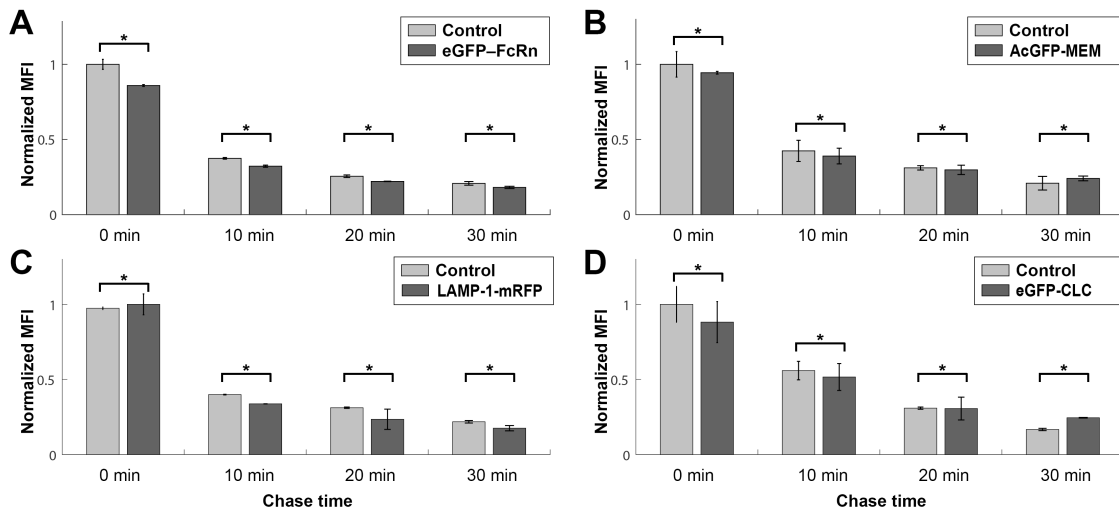 A
Control
eGFP–FcRn
Normalized MFI
1
0.5
0
*
*
*
*
0 min
10 min
20 min
30 min
B
Control
AcGFP-MEM
Normalized MFI
1
0.5
0
*
*
*
*
0 min
10 min
20 min
30 min
C
Control
LAMP-1-mRFP
Normalized MFI
1
0.5
0
*
*
*
*
0 min
10 min
20 min
30 min
Chase time
D
Control
eGFP-CLC
Normalized MFI
1
0.5
0
*
*
*
*
0 min
10 min
20 min
30 min
Chase time